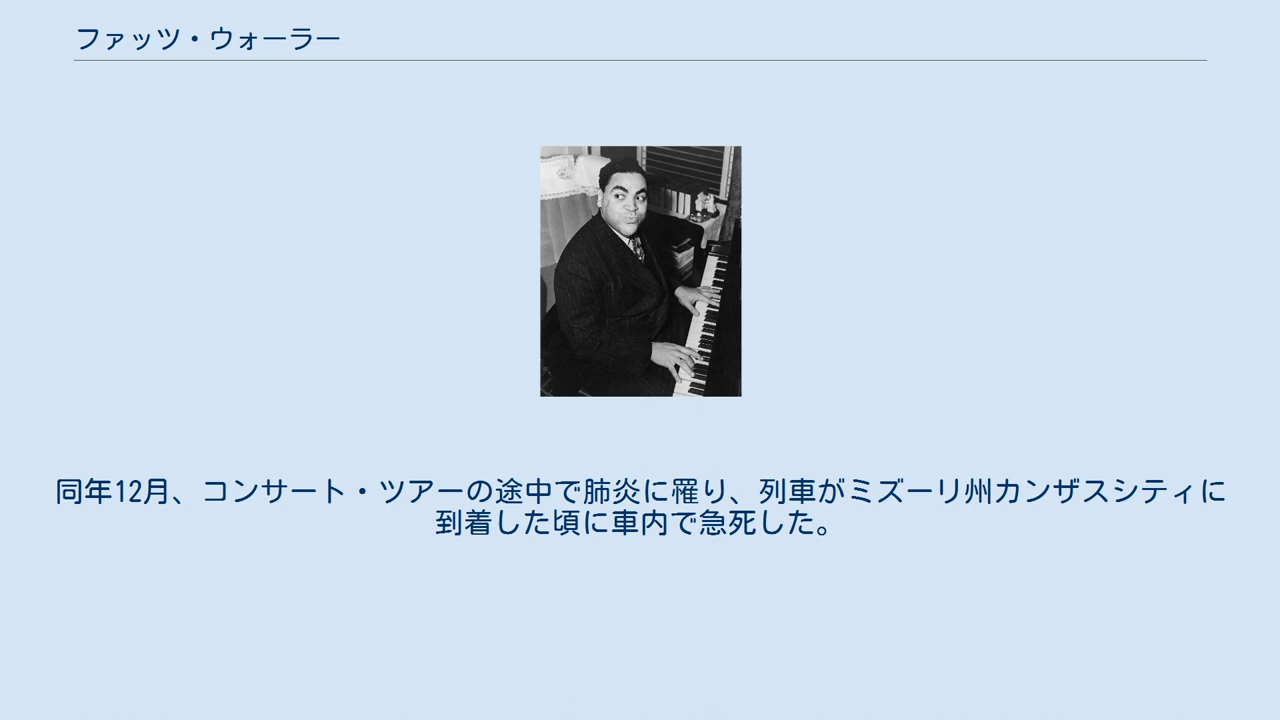 ファッツ・ウォーラー
同年12月、コンサート・ツアーの途中で肺炎に罹り、列車がミズーリ州カンザスシティに
到着した頃に車内で急死した。